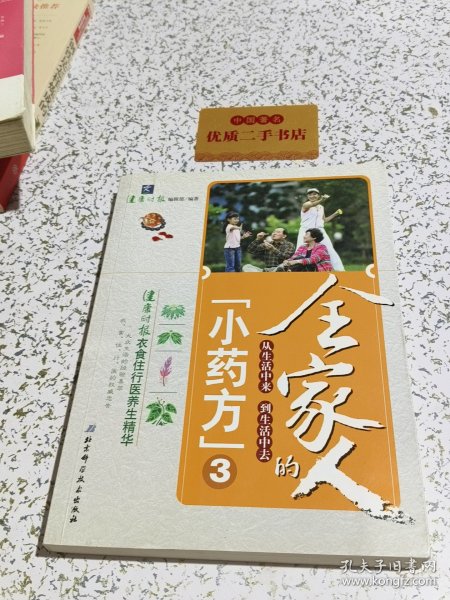 中国著名
优质二手书店
健康时报 编辑部/编著
全家人的
「小药方」
3
从生活中来 到生活中去
健康时报衣食住行医养生精华
北京科学技术出版社
孔夫子旧书网
www.kongfz.com